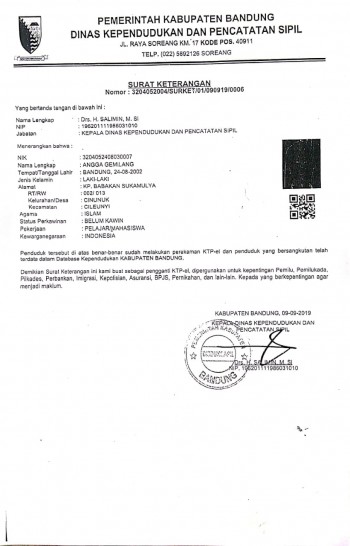 PEMERINTAH KABUPATEN BANDUNG
DINAS KEPENDUDUKAN DAN PENCATATAN SIPIL
JL. RAYA SOREANG KM. 17 KODE POS. 40911
TELP. (022) 5892126 SOREANG
SURAT KETERANGAN
Nomor : 3204052004/SURKET/01/090919/0006
Yang bertanda tangan di bawah ini :
Nama Lengkap : Drs. H. SALIMIN, M. SI
NIP : 196201111986031010
Jabatan : KEPALA DINAS KEPENDUDUKAN DAN PENCATATAN SIPIL
Menerangkan bahwa :
NIK : 3204052408030007
Nama Lengkap : ANGGA GEMILANG
Tempat/Tanggal Lahir : BANDUNG, 24-08-2002
Jenis Kelamin : LAKI-LAKI
Alamat : KP. BABAKAN SUKAMULYA
RT/RW : 002/ 013
Kelurahan/Desa : CINUNUK
Kecamatan : CILEUNYI
Agama : ISLAM
Status Perkawinan : BELUM KAWIN
Pekerjaan : PELAJAR/MAHASISWA
Kewarganegaraan : INDONESIA
Penduduk tersebut di atas benar-benar sudah melakukan perekaman KTP-el dan penduduk yang bersangkutan telah
terdata dalam Database Kependudukan KABUPATEN BANDUNG.
Demikian Surat Keterangan ini kami buat sebagai pengganti KTP-el, dipergunakan untuk kepentingan Pemilu, Pemilukada,
Pilkades, Perbankan, Imigrasi, Kepolisian, Asuransi, BPJS, Pernikahan, dan lain-lain. Kepada yang berkepentingan agar
menjadi maklum.
KABUPATEN BANDUNG, 09-09-2019
KEPALA DINAS KEPENDUDUKAN DAN
PENCATATAN SIPIL
PEMERINTAH KABUPATEN
BANDUNG
Drs. H. SALIMIN, M. SI
NIP. 196201111986031010